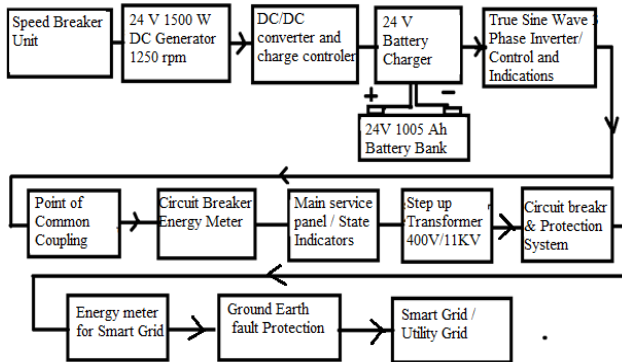 Speed Breaker
Unit
24 V 1500 W
DC Generator
1250 rpm
DC/DC
converter and
charge controler
24 V
Battery
Charger
True Sine Wave 3
Phase Inverter/
Control and
Indications
+
−
24V 1005 Ah
Battery Bank
Point of
Common
Coupling
Circuit Breaker
Energy Meter
Main service
panel / State
Indicators
Step up
Transformer
400V/11KV
Circuit breakr
& Protection
System
Energy meter
for Smart Grid
Ground Earth
fault Protection
Smart Grid /
Utility Grid
.